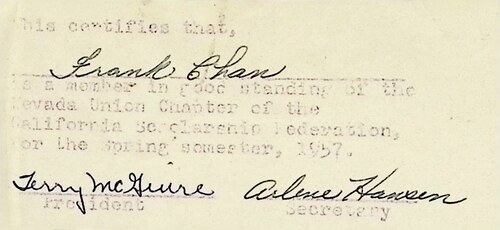 his certifies that,
Frank Chan
is a member in good standing of the
Nevada Union Chapter of the
California Scholarship Federation,
for the spring semester, 1957.
Terry McGuire Arlene Hansen
President Secretary